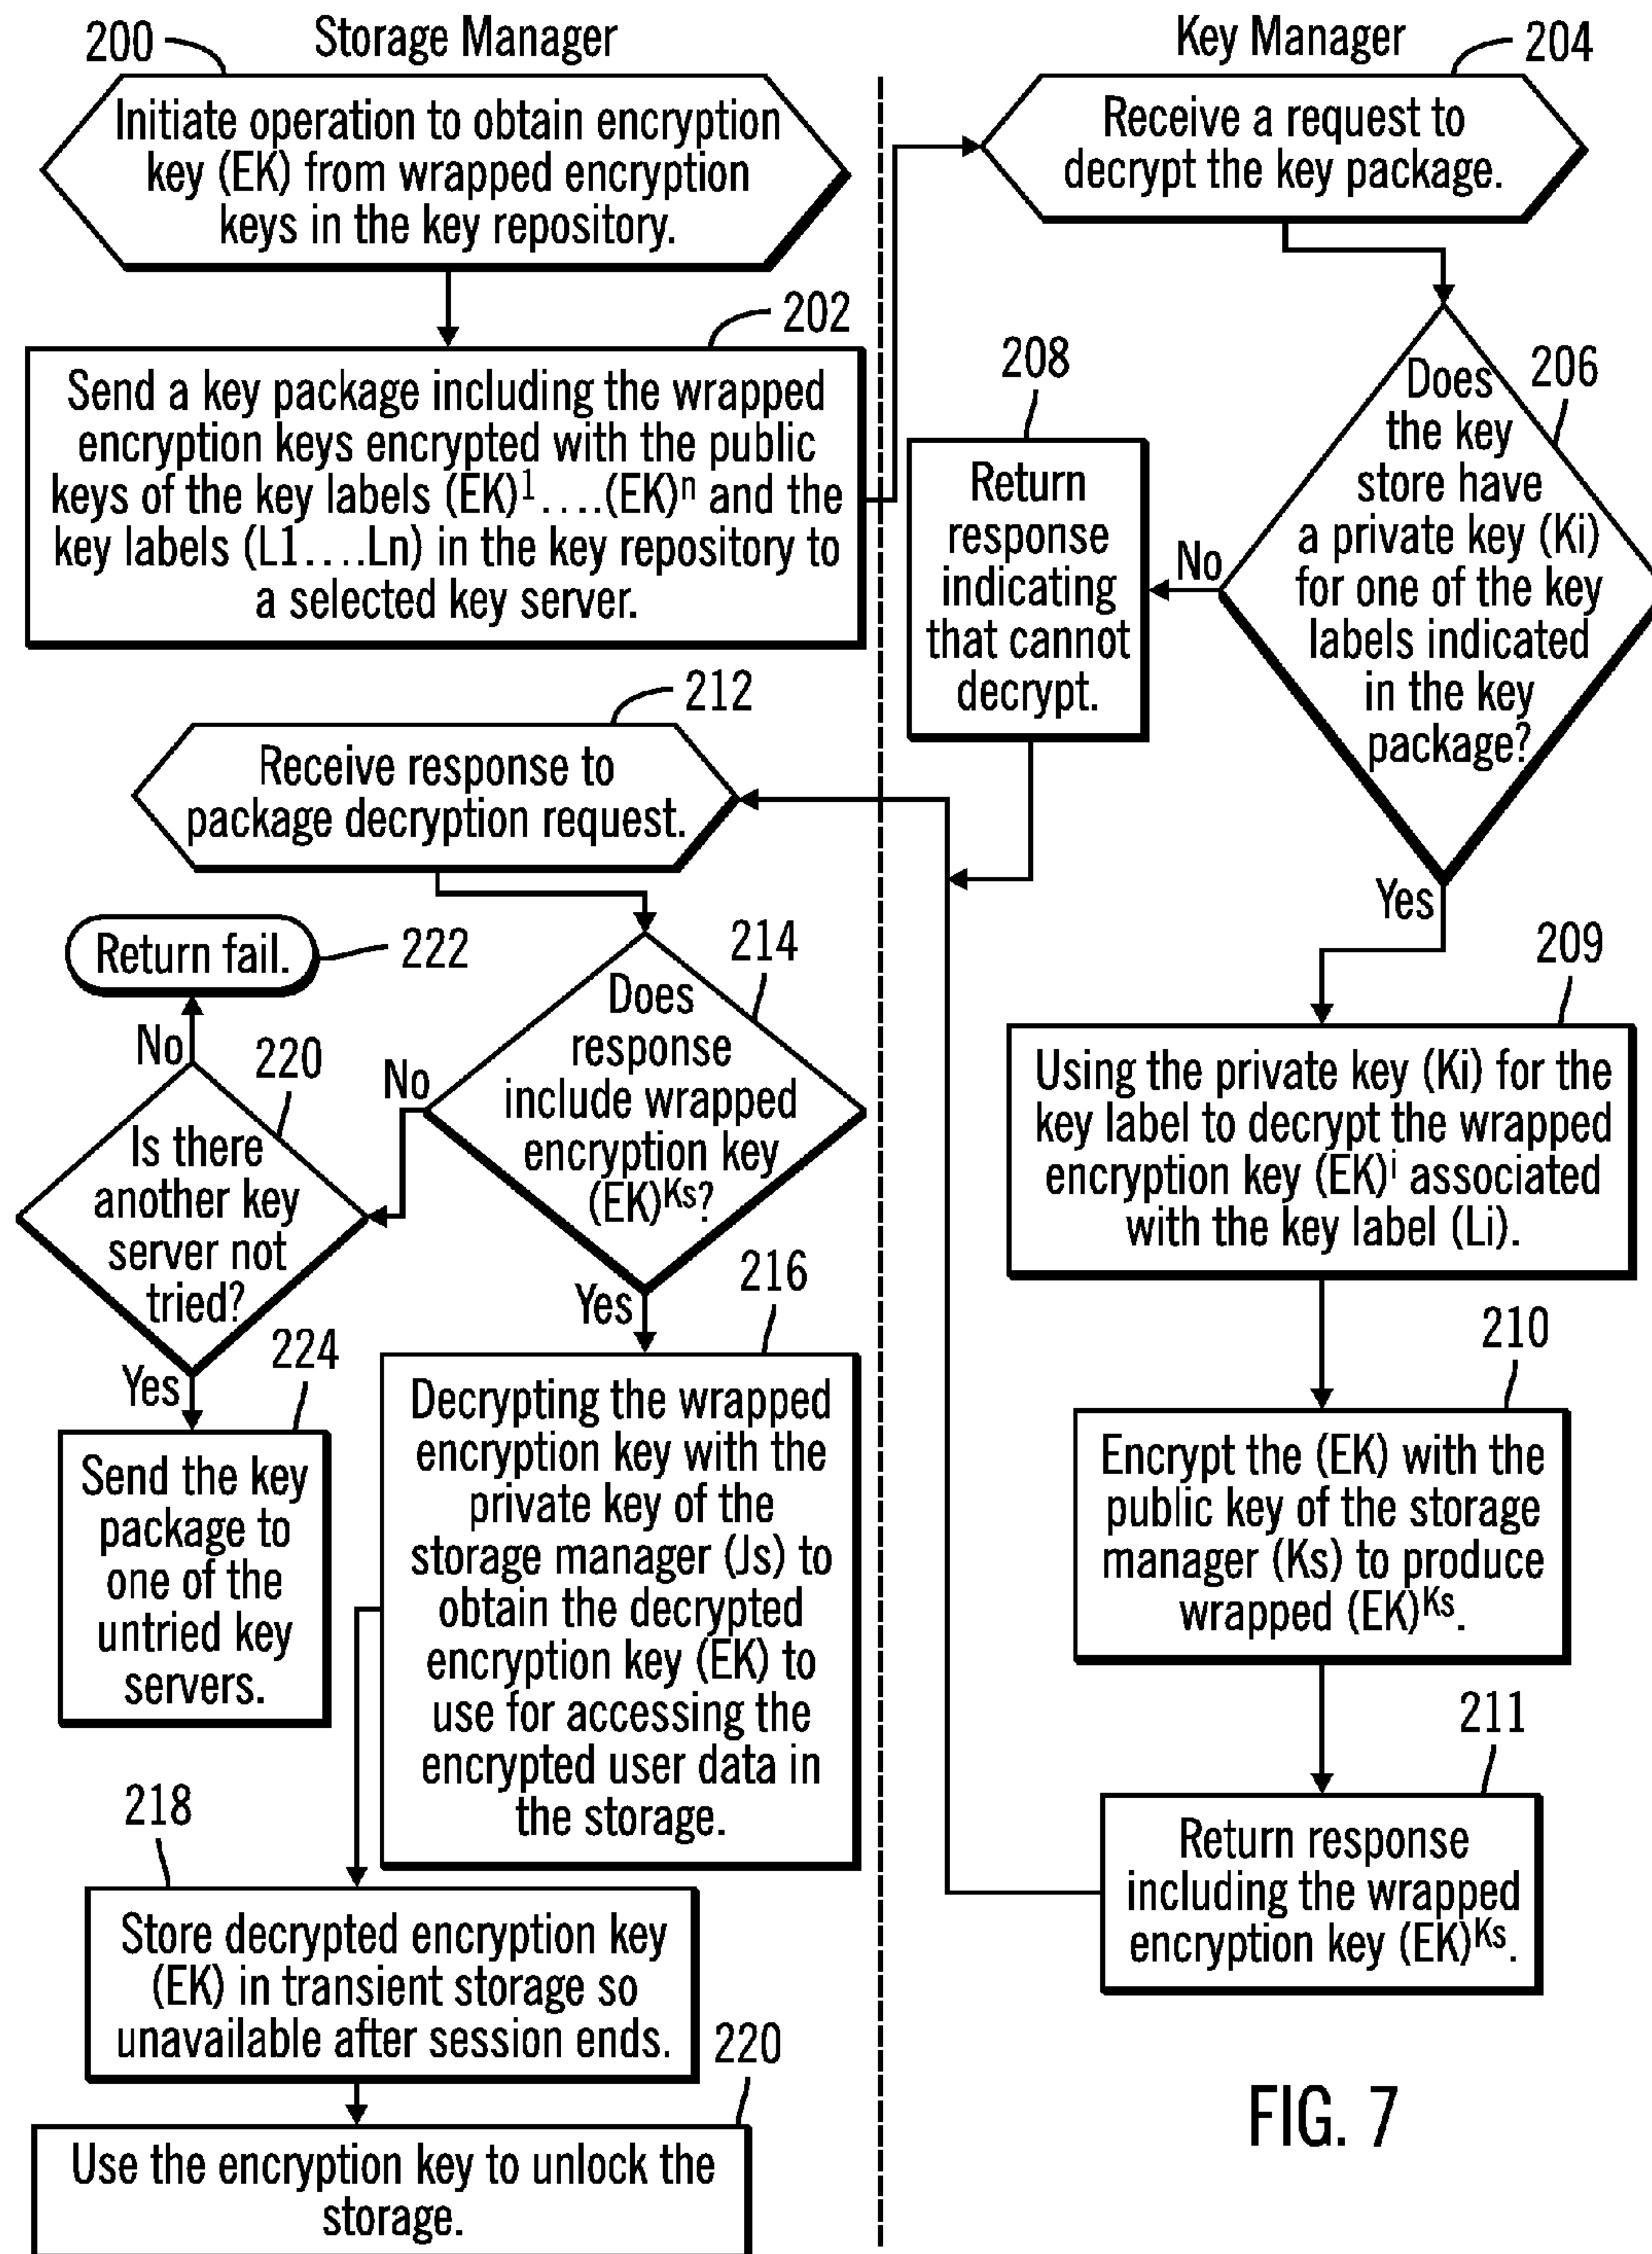 Storage Manager
200
Initiate operation to obtain encryption
key (EK) from wrapped encryption
keys in the key repository.
202
Send a key package including the wrapped
encryption keys encrypted with the public
keys of the key labels (EK)¹....(EK)ⁿ and the
key labels (L1....Ln) in the key repository to
a selected key server.
Key Manager
204
Receive a request to
decrypt the key package.
206
Does
the key
store have
a private key (Ki)
for one of the key
labels indicated
in the key
package?
No
208
Return
response
indicating
that cannot
decrypt.
Yes
209
Using the private key (Ki) for the
key label to decrypt the wrapped
encryption key (EK)ⁱ associated
with the key label (Li).
210
Encrypt the (EK) with the
public key of the storage
manager (Ks) to produce
wrapped (EK)ᴷˢ.
211
Return response
including the wrapped
encryption key (EK)ᴷˢ.
212
Receive response to
package decryption request.
214
Does
response
include wrapped
encryption key
(EK)ᴷˢ?
No
220
Is there
another key
server not
tried?
No
Return fail.
222
Yes
224
Send the key
package to
one of the
untried key
servers.
Yes
216
Decrypting the wrapped
encryption key with the
private key of the
storage manager (Js) to
obtain the decrypted
encryption key (EK) to
use for accessing the
encrypted user data in
the storage.
218
Store decrypted encryption key
(EK) in transient storage so
unavailable after session ends.
220
Use the encryption key to unlock the
storage.
FIG. 7